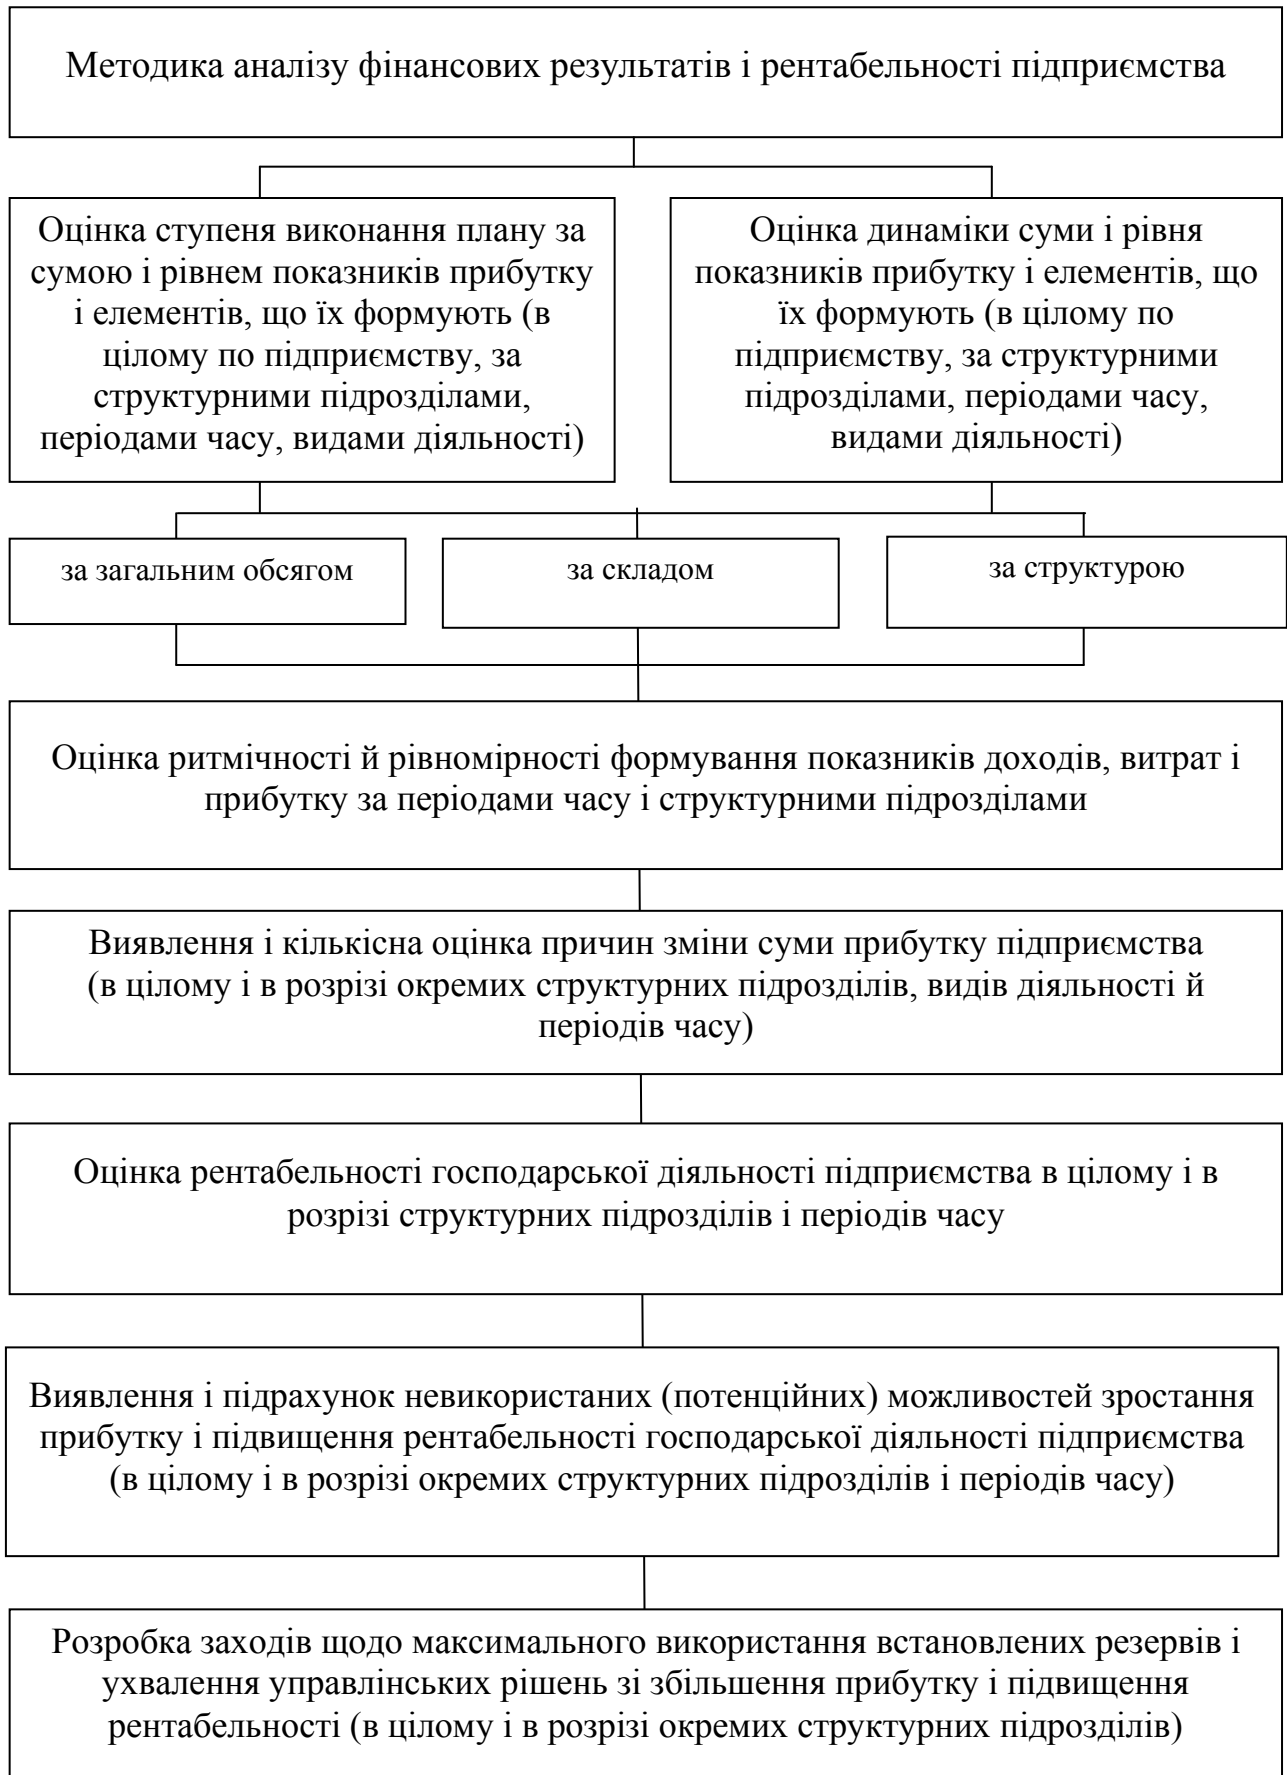 Методика аналізу фінансових результатів і рентабельності підприємства
Оцінка ступеня виконання плану за
сумою і рівнем показників прибутку
і елементів, що їх формують (в
цілому по підприємству, за
структурними підрозділами,
періодами часу, видами діяльності)
Оцінка динаміки суми і рівня
показників прибутку і елементів, що
їх формують (в цілому по
підприємству, за структурними
підрозділами, періодами часу,
видами діяльності)
за загальним обсягом
за складом
за структурою
Оцінка ритмічності й рівномірності формування показників доходів, витрат і
прибутку за періодами часу і структурними підрозділами
Виявлення і кількісна оцінка причин зміни суми прибутку підприємства
(в цілому і в розрізі окремих структурних підрозділів, видів діяльності й
періодів часу)
Оцінка рентабельності господарської діяльності підприємства в цілому і в
розрізі структурних підрозділів і періодів часу
Виявлення і підрахунок невикористаних (потенційних) можливостей зростання
прибутку і підвищення рентабельності господарської діяльності підприємства
(в цілому і в розрізі окремих структурних підрозділів і періодів часу)
Розробка заходів щодо максимального використання встановлених резервів і
ухвалення управлінських рішень зі збільшення прибутку і підвищення
рентабельності (в цілому і в розрізі окремих структурних підрозділів)